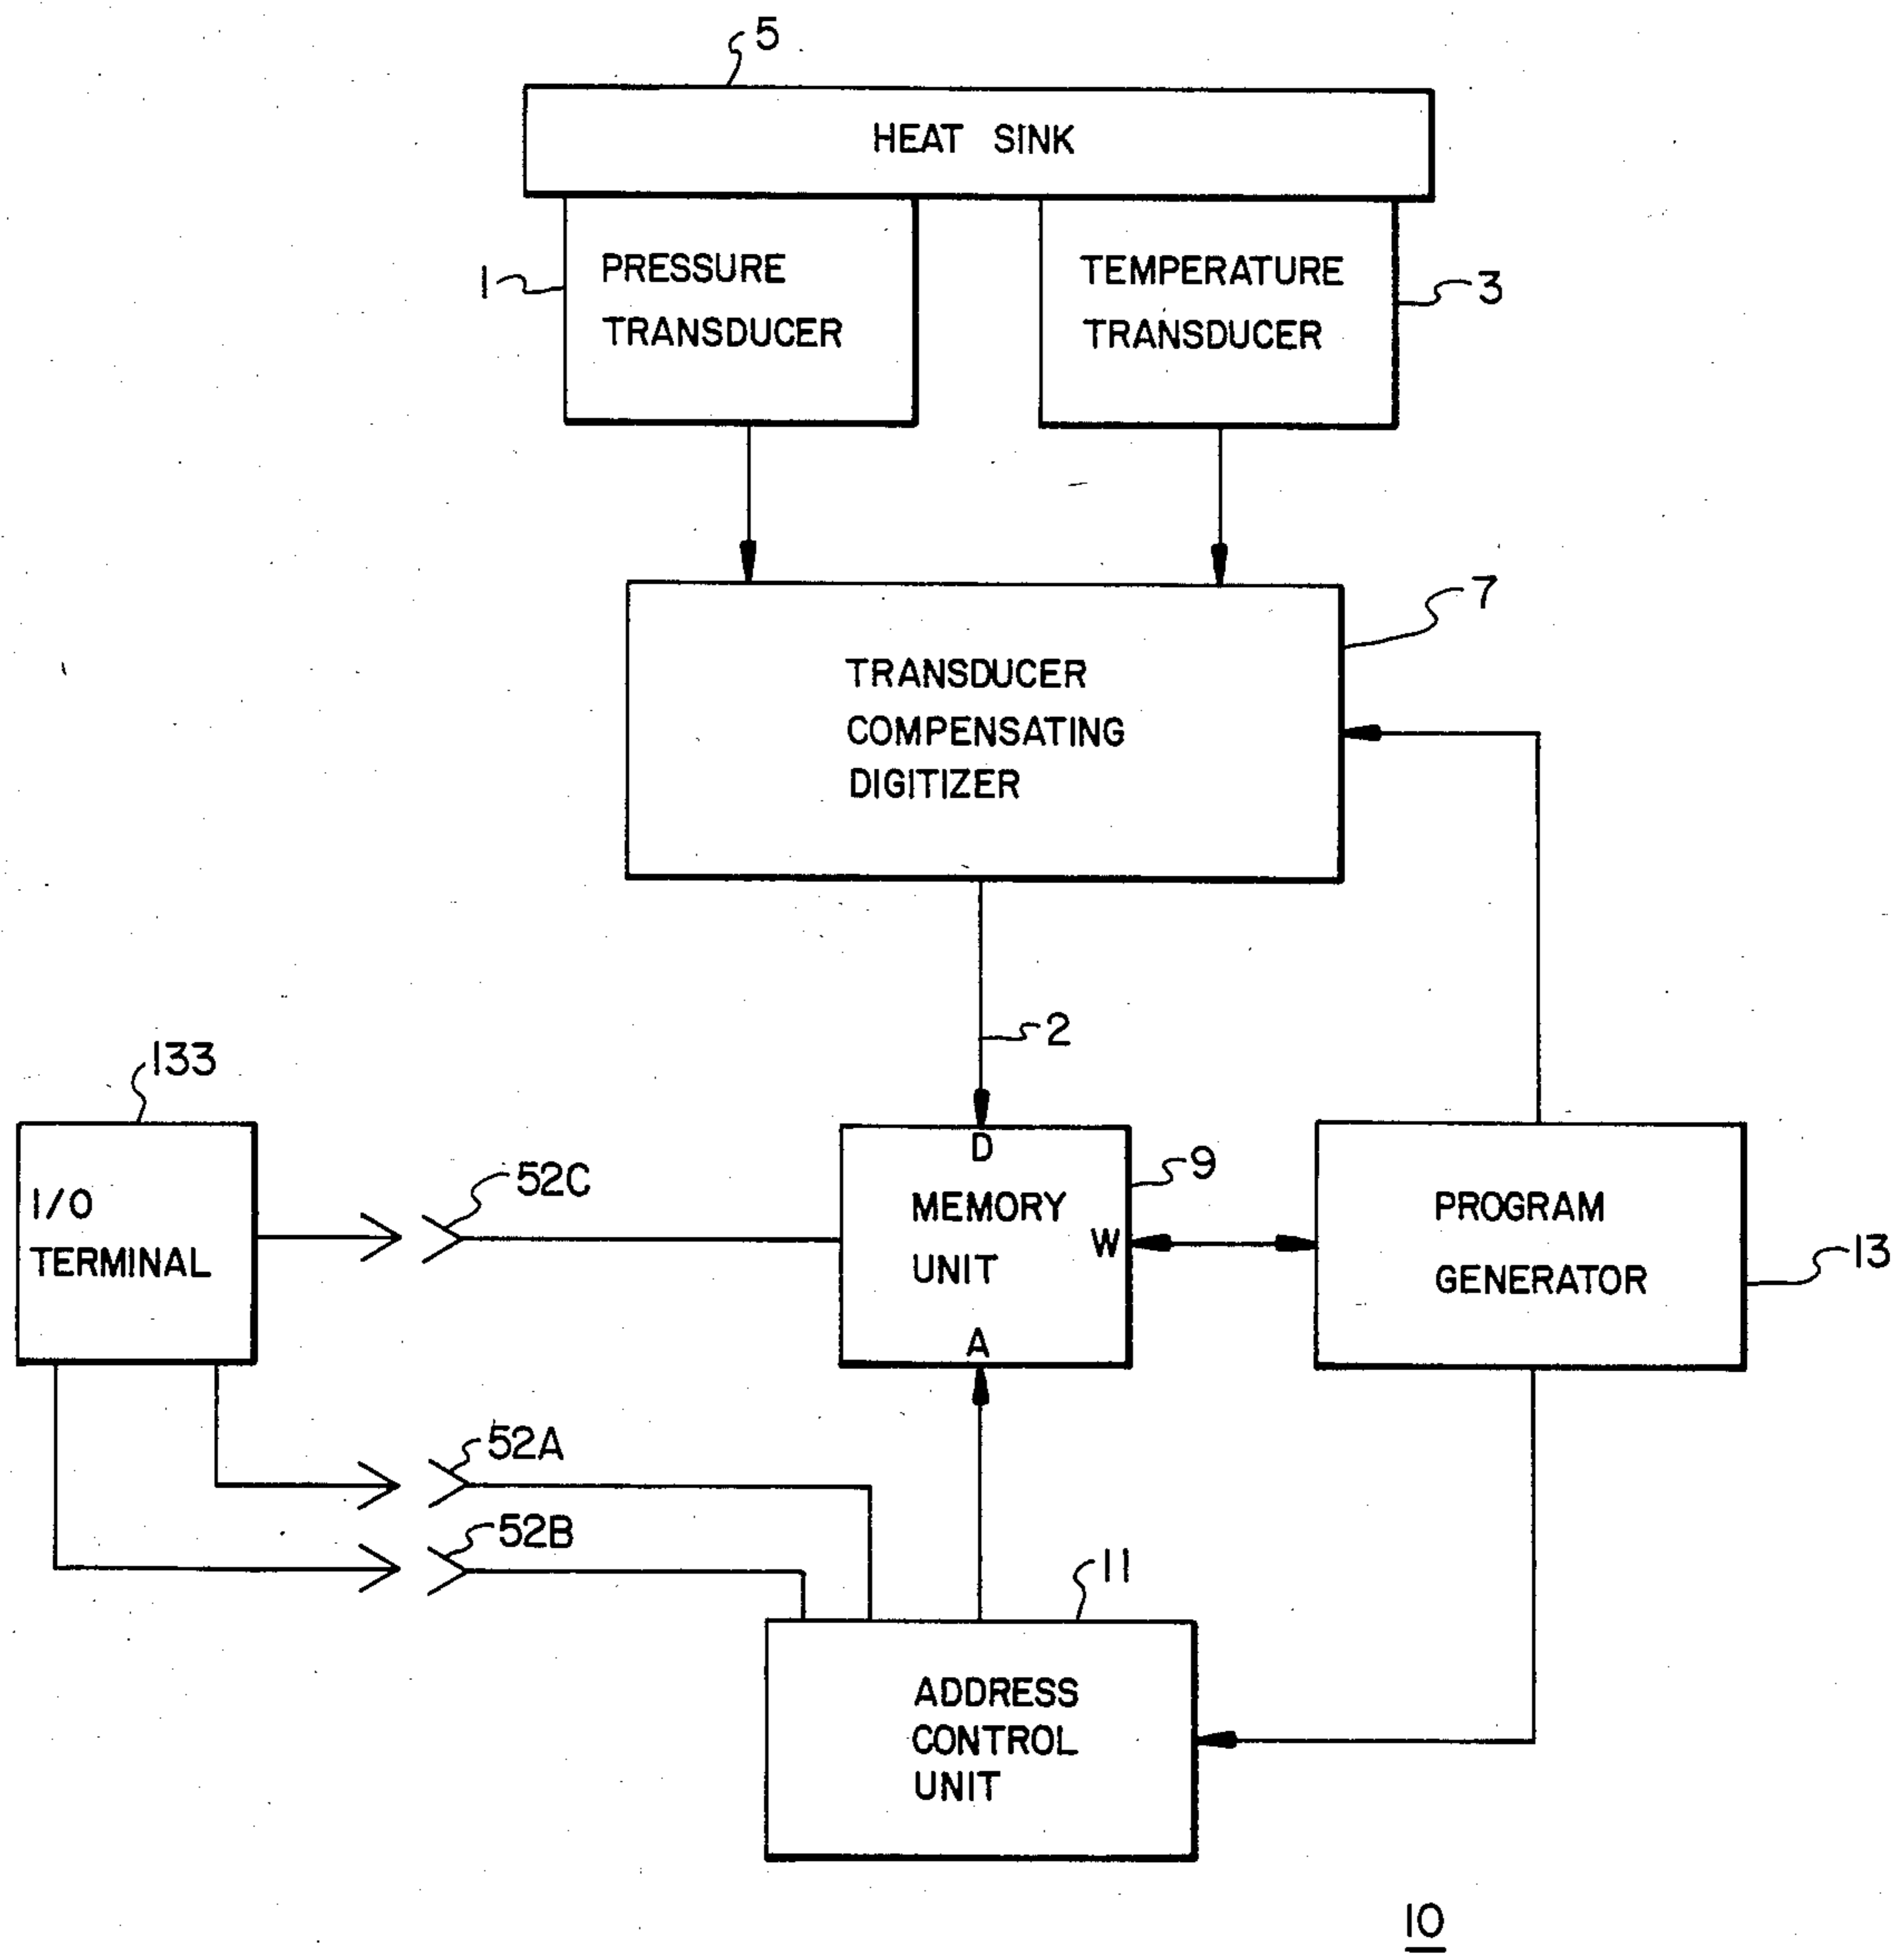 5
HEAT SINK
1
PRESSURE
TRANSDUCER
TEMPERATURE
TRANSDUCER
3
7
TRANSDUCER
COMPENSATING
DIGITIZER
2
133
I/O
TERMINAL
52C
D
MEMORY
UNIT
W
A
9
PROGRAM
GENERATOR
13
52A
52B
11
ADDRESS
CONTROL
UNIT
10